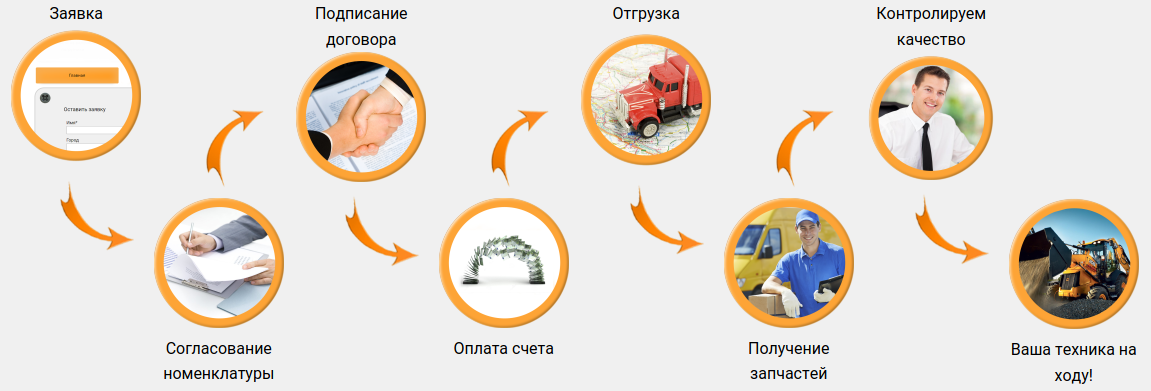 Заявка
Главная
Оставить заявку
Имя*
Город
Согласование
номенклатуры
Подписание
договора
Оплата счета
Отгрузка
Получение
запчастей
Контролируем
качество
Ваша техника на
ходу!